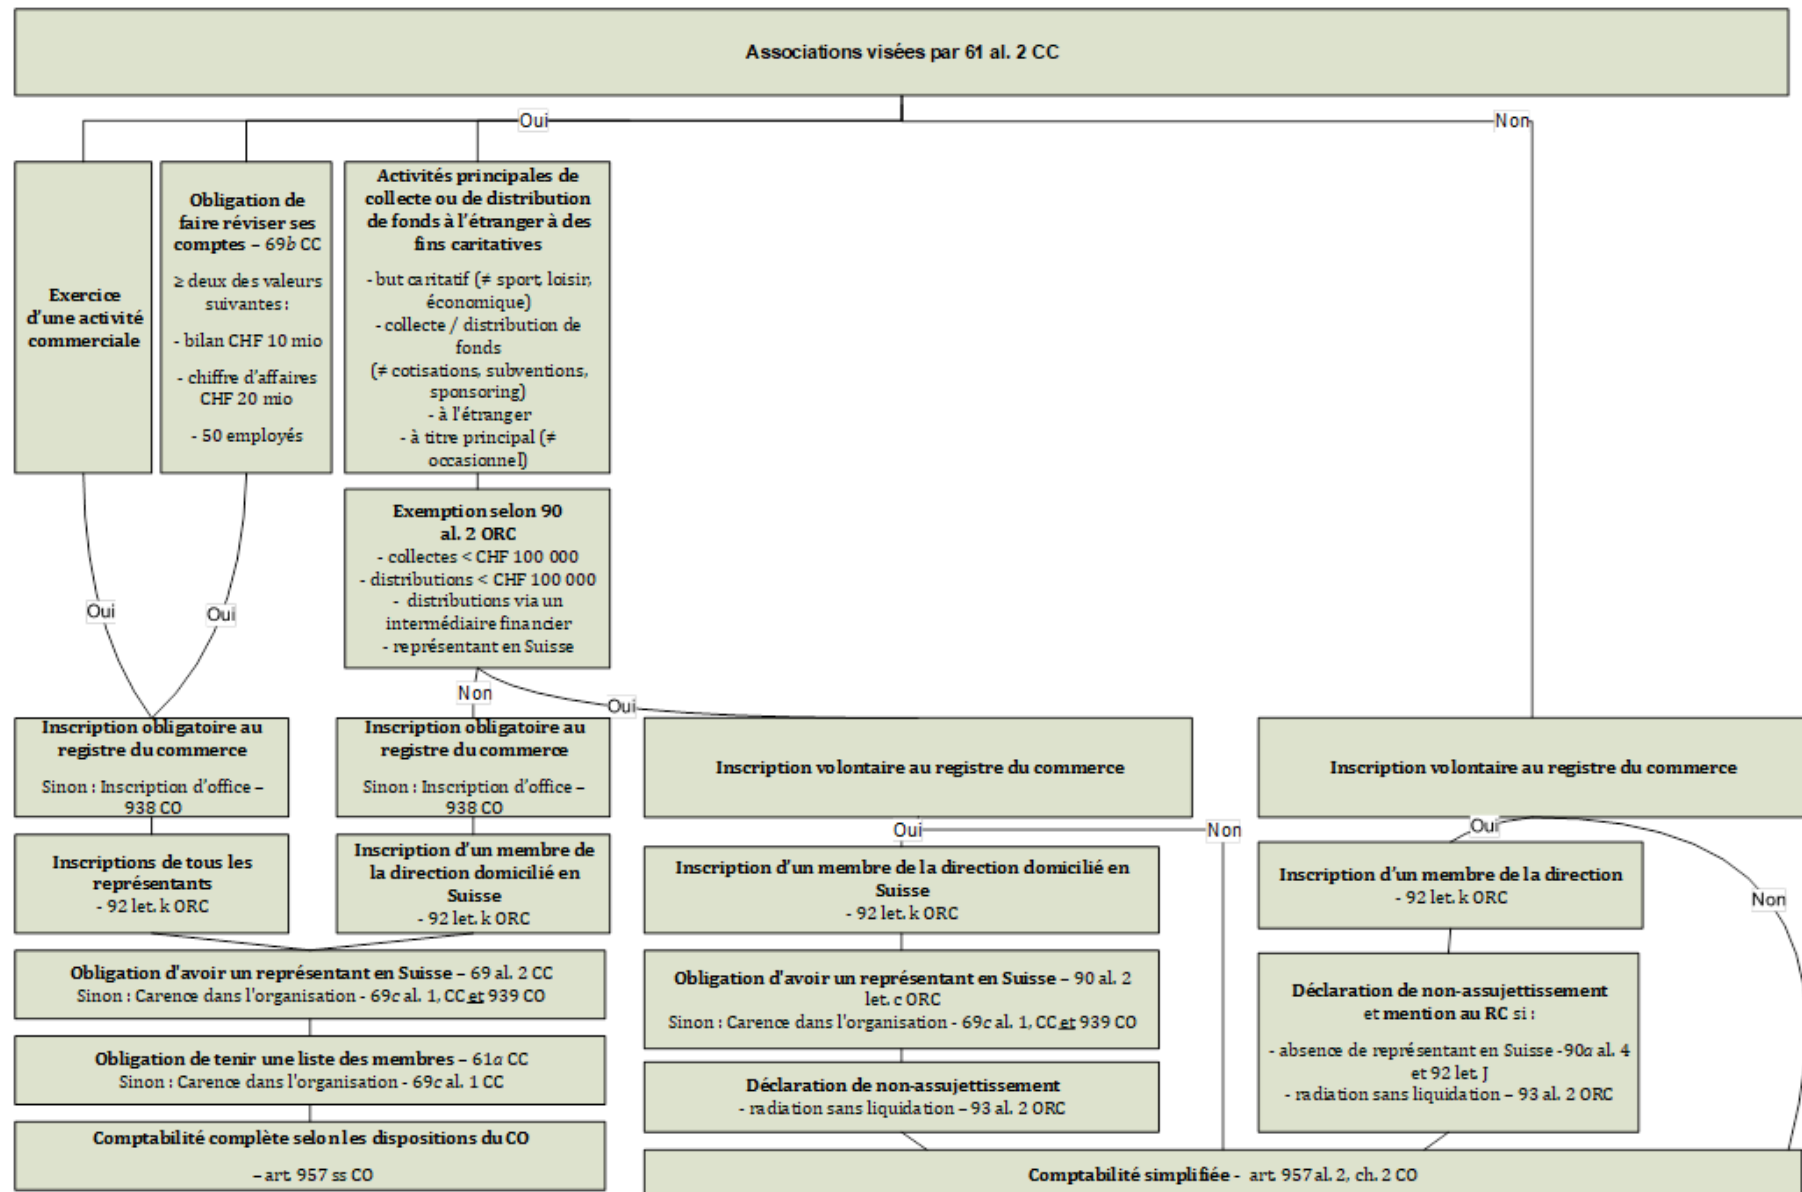 Associations visées par 61 al. 2 CC
Oui
Non
Exercice
d'une activité
commerciale
Obligation de
faire réviser ses
comptes – 69b CC
≥ deux des valeurs
suivantes :
- bilan CHF 10 mio
- chiffre d'affaires
CHF 20 mio
- 50 employés
Activités principales de
collecte ou de distribution
de fonds à l'étranger à des
fins caritatives
- but caritatif (≠ sport, loisir,
économique)
- collecte / distribution de
fonds
(≠ cotisations, subventions,
sponsoring)
- à l'étranger
- à titre principal (≠
occasionnel)
Exemption selon 90
al. 2 ORC
- collectes < CHF 100 000
- distributions < CHF 100 000
- distributions via un
intermédiaire financier
- représentant en Suisse
Oui
Oui
Non
Oui
Inscription obligatoire au
registre du commerce
Sinon : Inscription d'office –
938 CO
Inscription obligatoire au
registre du commerce
Sinon : Inscription d'office –
938 CO
Inscription volontaire au registre du commerce
Inscription volontaire au registre du commerce
Oui
Non
Oui
Non
Inscriptions de tous les
représentants
- 92 let. k ORC
Inscription d'un membre de
la direction domicilié en
Suisse
- 92 let. k ORC
Inscription d'un membre de la direction domicilié en
Suisse
- 92 let. k ORC
Inscription d'un membre de la direction
- 92 let. k ORC
Obligation d'avoir un représentant en Suisse – 69 al. 2 CC
Sinon : Carence dans l'organisation - 69c al. 1, CC et 939 CO
Obligation d'avoir un représentant en Suisse – 90 al. 2
let. c ORC
Sinon : Carence dans l'organisation - 69c al. 1, CC et 939 CO
Déclaration de non-assujettissement
et mention au RC si :
- absence de représentant en Suisse -90a al. 4
et 92 let. J
- radiation sans liquidation – 93 al. 2 ORC
Obligation de tenir une liste des membres – 61a CC
Sinon : Carence dans l'organisation - 69c al. 1 CC
Déclaration de non-assujettissement
- radiation sans liquidation – 93 al. 2 ORC
Comptabilité complète selon les dispositions du CO
– art. 957 ss CO
Comptabilité simplifiée - art. 957 al. 2, ch. 2 CO